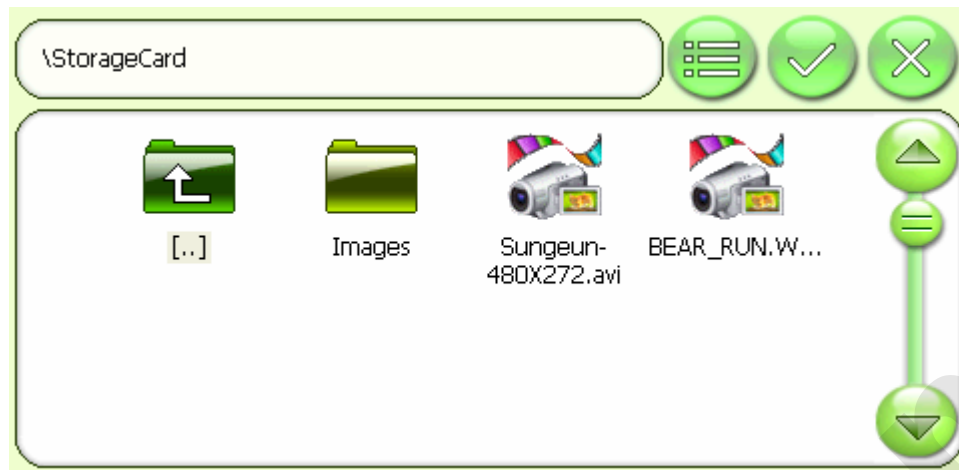 \StorageCard
[..]
Images
Sungeun-
480X272.avi
BEAR_RUN.W...